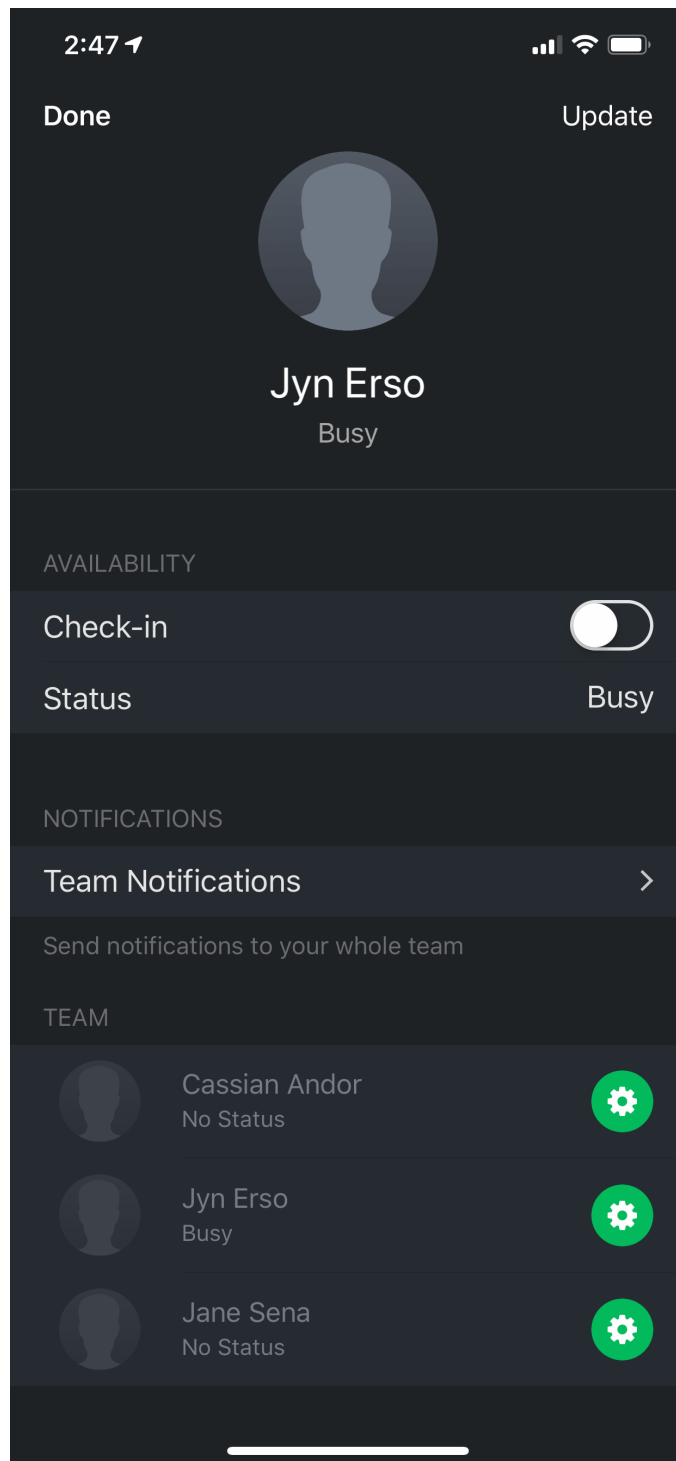 2:47
Done
Update
Jyn Erso
Busy
AVAILABILITY
Check-in
Status
Busy
NOTIFICATIONS
Team Notifications
Send notifications to your whole team
TEAM
Cassian Andor
No Status
Jyn Erso
Busy
Jane Sena
No Status